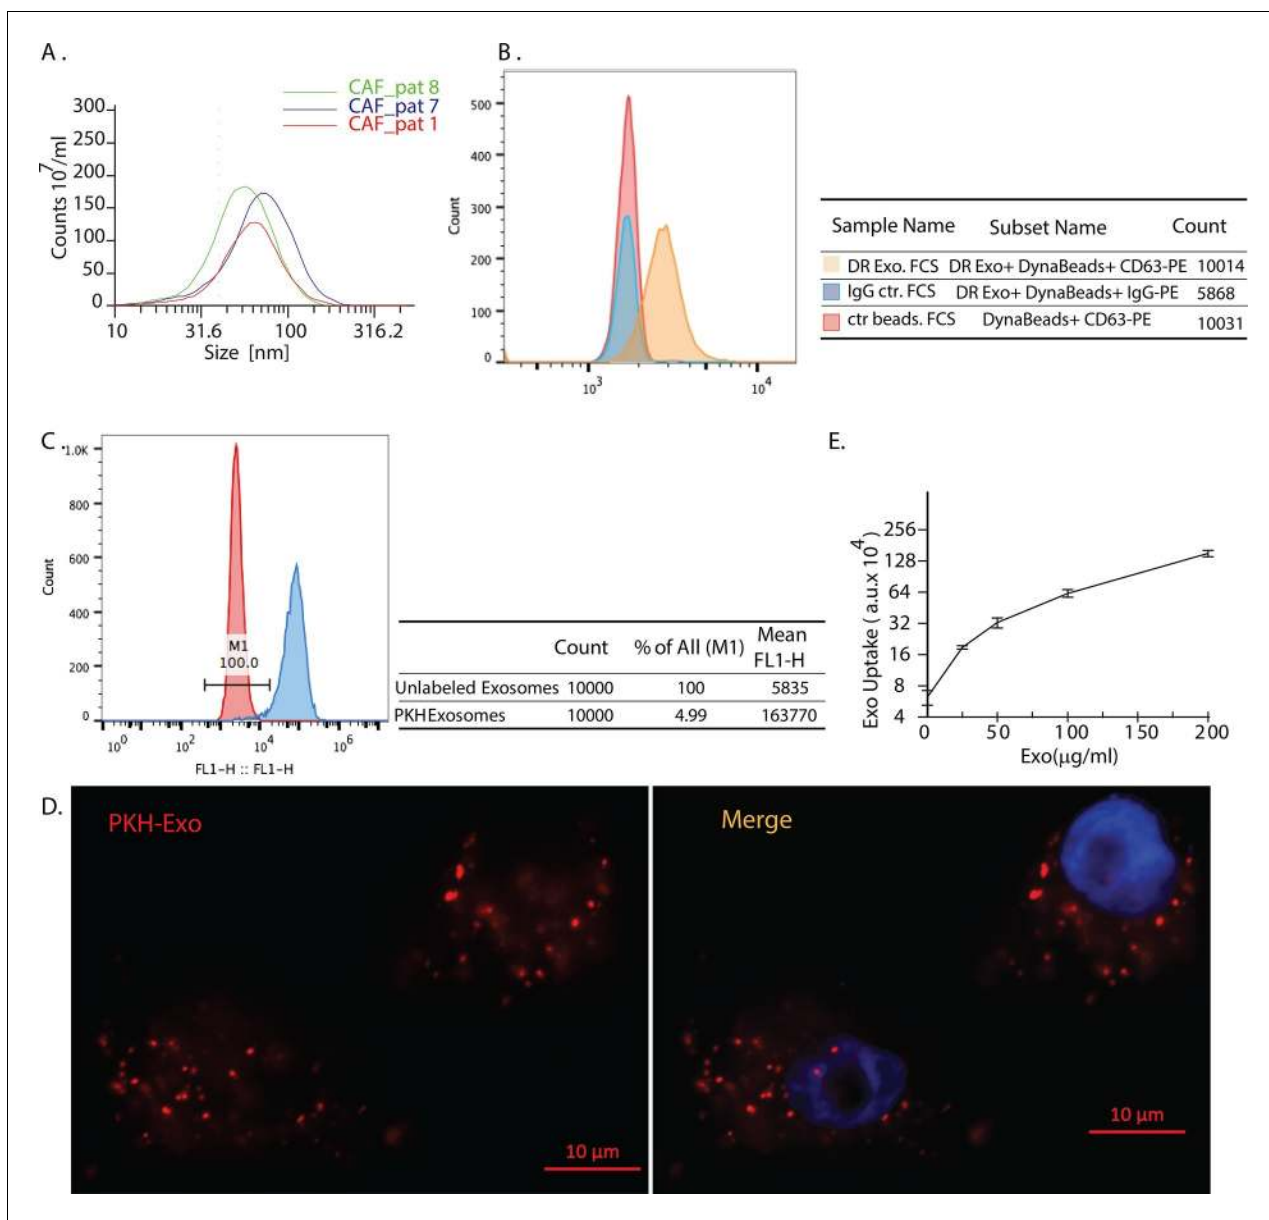 A .
CAF_pat 8
CAF_pat 7
CAF_pat 1
300
250
200
150
100
50
0
Counts 10^7/ml
10 31.6 100 316.2
Size [nm]
B .
500
400
300
200
100
0
Count
10^3 10^4
Sample Name Subset Name Count
DR Exo. FCS DR Exo+ DynaBeads+ CD63-PE 10014
IgG ctr. FCS DR Exo+ DynaBeads+ IgG-PE 5868
ctr beads. FCS DynaBeads+ CD63-PE 10031
C .
1.0K
800
600
400
200
0
Count
M1
100.0
10^0 10^2 10^4 10^6
FL1-H :: FL1-H
Count % of All (M1) Mean FL1-H
Unlabeled Exosomes 10000 100 5835
PKHExosomes 10000 4.99 163770
E.
256
128
64
32
16
8
4
Exo Uptake ( a.u.x 10^4)
0 50 100 150 200
Exo(μg/ml)
D.
PKH-Exo
10 μm
Merge
10 μm